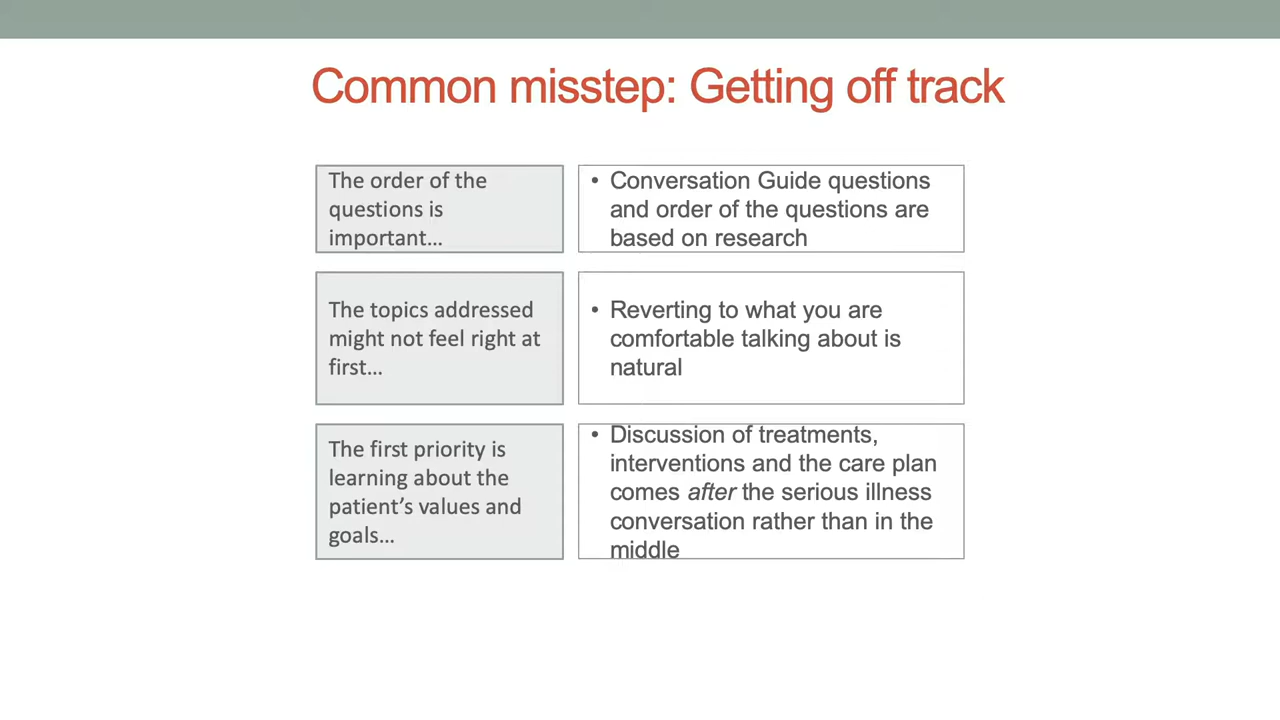 Common misstep: Getting off track
The order of the
questions is
important...
• Conversation Guide questions
and order of the questions are
based on research
The topics addressed
might not feel right at
first...
• Reverting to what you are
comfortable talking about is
natural
The first priority is
learning about the
patient’s values and
goals...
• Discussion of treatments,
interventions and the care plan
comes after the serious illness
conversation rather than in the
middle